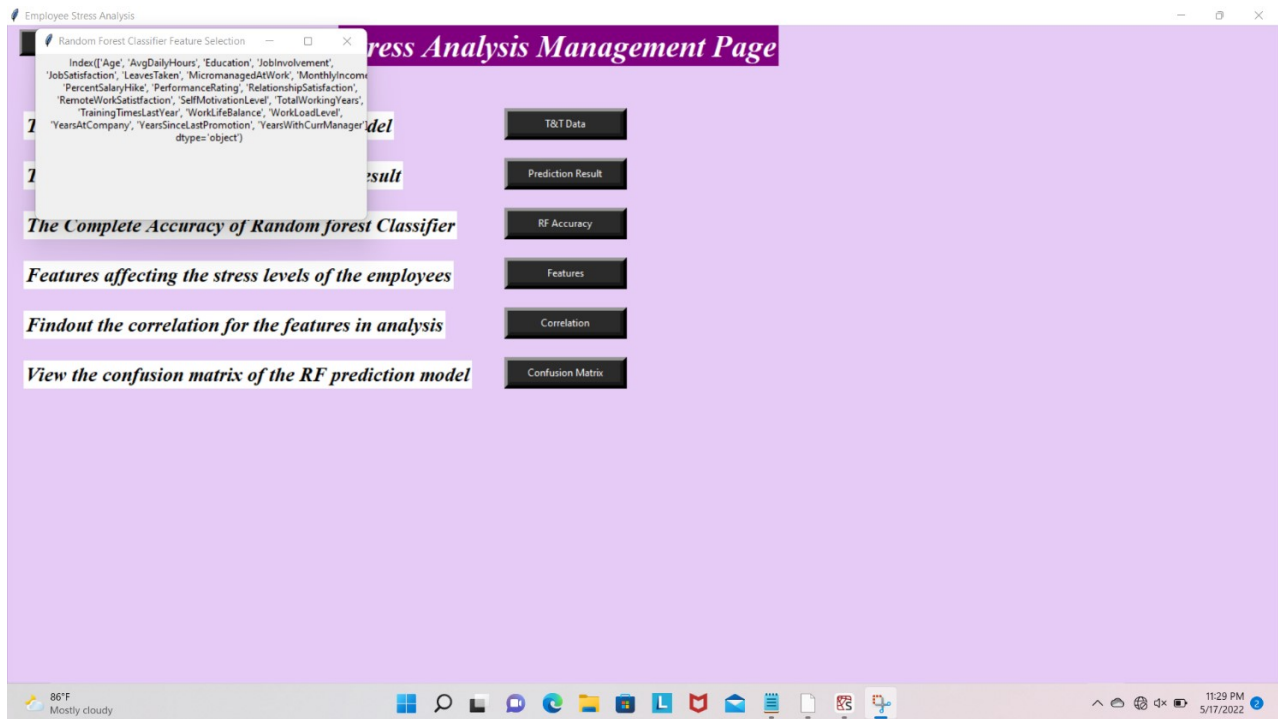 Employee Stress Analysis
Random Forest Classifier Feature Selection
ress Analysis Management Page
Index(['Age', 'AvgDailyHours', 'Education', 'JobInvolvement',
'JobSatisfaction', 'LeavesTaken', 'MicromanagedAtWork', 'MonthlyIncome
'PercentSalaryHike', 'PerformanceRating', 'RelationshipSatisfaction',
'RemoteWorkSatistfaction', 'SelfMotivationLevel', 'TotalWorkingYears',
'TrainingTimesLastYear', 'WorkLifeBalance', 'WorkLoadLevel',
'YearsAtCompany', 'YearsSinceLastPromotion', 'YearsWithCurrManager']
dtype='object')
T&T Data
Prediction Result
The Complete Accuracy of Random forest Classifier
RF Accuracy
Features affecting the stress levels of the employees
Features
Findout the correlation for the features in analysis
Correlation
View the confusion matrix of the RF prediction model
Confusion Matrix
86°F
Mostly cloudy
11:29 PM
5/17/2022
2